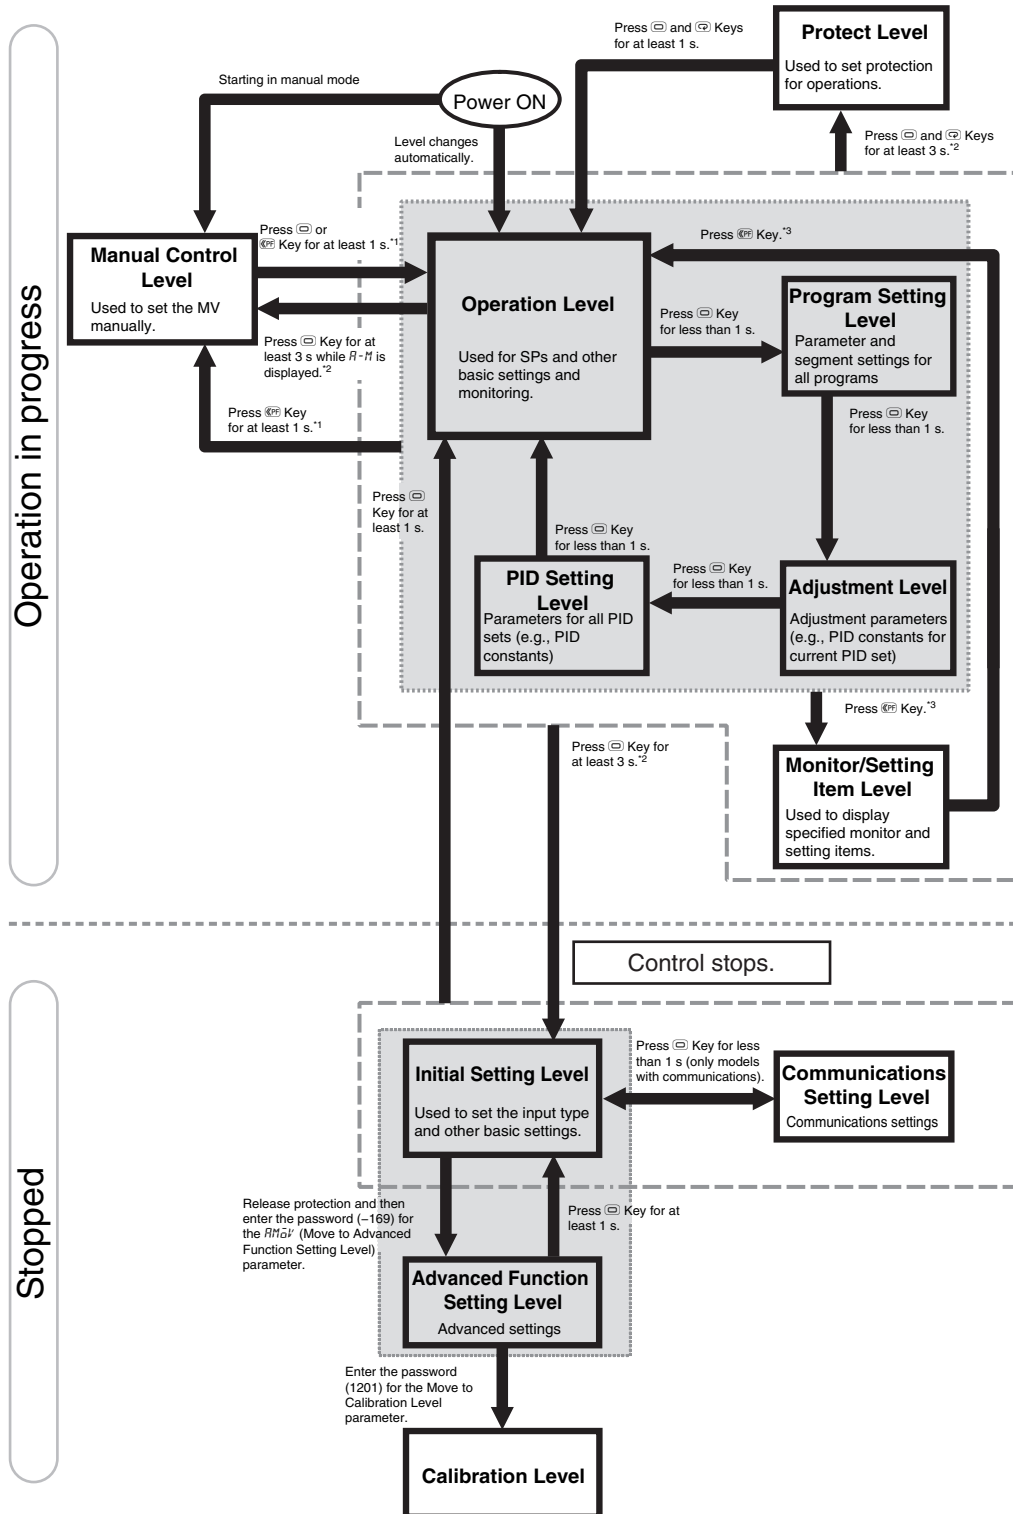 Operation in progress
Press and Keys
for at least 1 s.
Protect Level
Used to set protection
for operations.
Starting in manual mode
Power ON
Level changes
automatically.
Press and Keys
for at least 3 s.*2
Manual Control
Level
Used to set the MV
manually.
Press or
PF Key for at least 1 s.*1
Press Key for at
least 3 s while A-M is
displayed.*2
Press PF Key
for at least 1 s.*1
Operation Level
Used for SPs and other
basic settings and
monitoring.
Press PF Key.*3
Press Key
for less than 1 s.
Program Setting
Level
Parameter and
segment settings for
all programs
Press Key
for less than 1 s.
Press
Key for at
least 1 s.
Press Key
for less than 1 s.
PID Setting
Level
Parameters for all PID
sets (e.g., PID
constants)
Press Key
for less than 1 s.
Adjustment Level
Adjustment parameters
(e.g., PID constants for
current PID set)
Press PF Key.*3
Press Key for
at least 3 s.*2
Monitor/Setting
Item Level
Used to display
specified monitor and
setting items.
Stopped
Control stops.
Initial Setting Level
Used to set the input type
and other basic settings.
Press Key for less
than 1 s (only models
with communications).
Communications
Setting Level
Communications settings
Release protection and then
enter the password (−169) for
the AMOV (Move to Advanced
Function Setting Level)
parameter.
Press Key for at
least 1 s.
Advanced Function
Setting Level
Advanced settings
Enter the password
(1201) for the Move to
Calibration Level
parameter.
Calibration Level